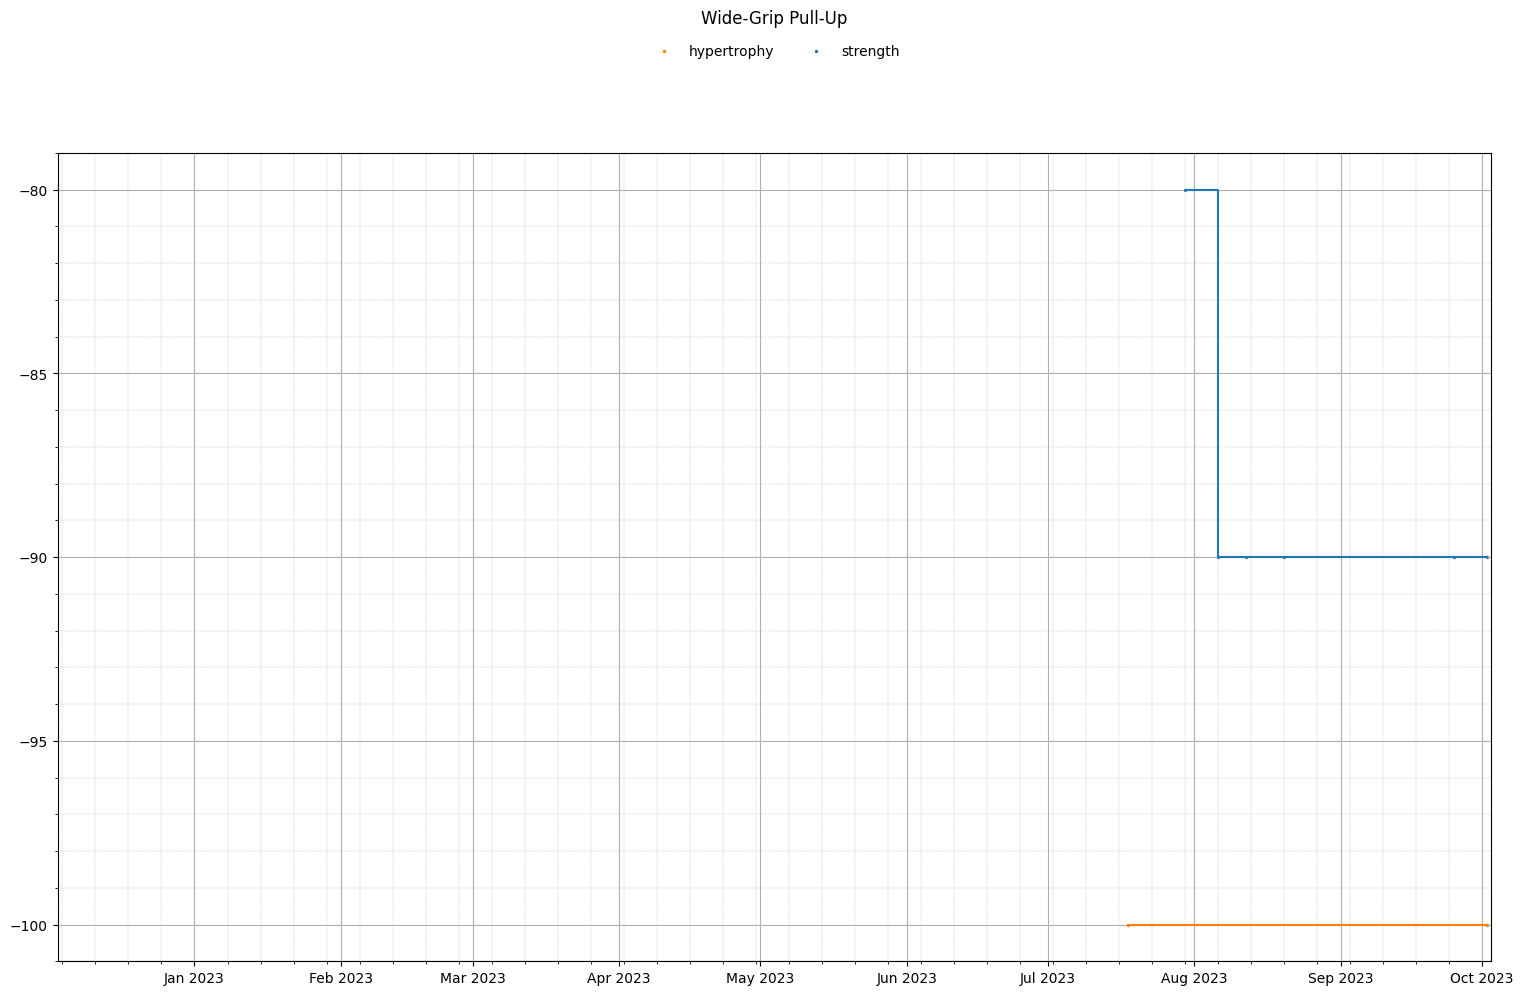 Wide-Grip Pull-Up
hypertrophy strength
−80
−85
−90
−95
−100
Jan 2023 Feb 2023 Mar 2023 Apr 2023 May 2023 Jun 2023 Jul 2023 Aug 2023 Sep 2023 Oct 2023